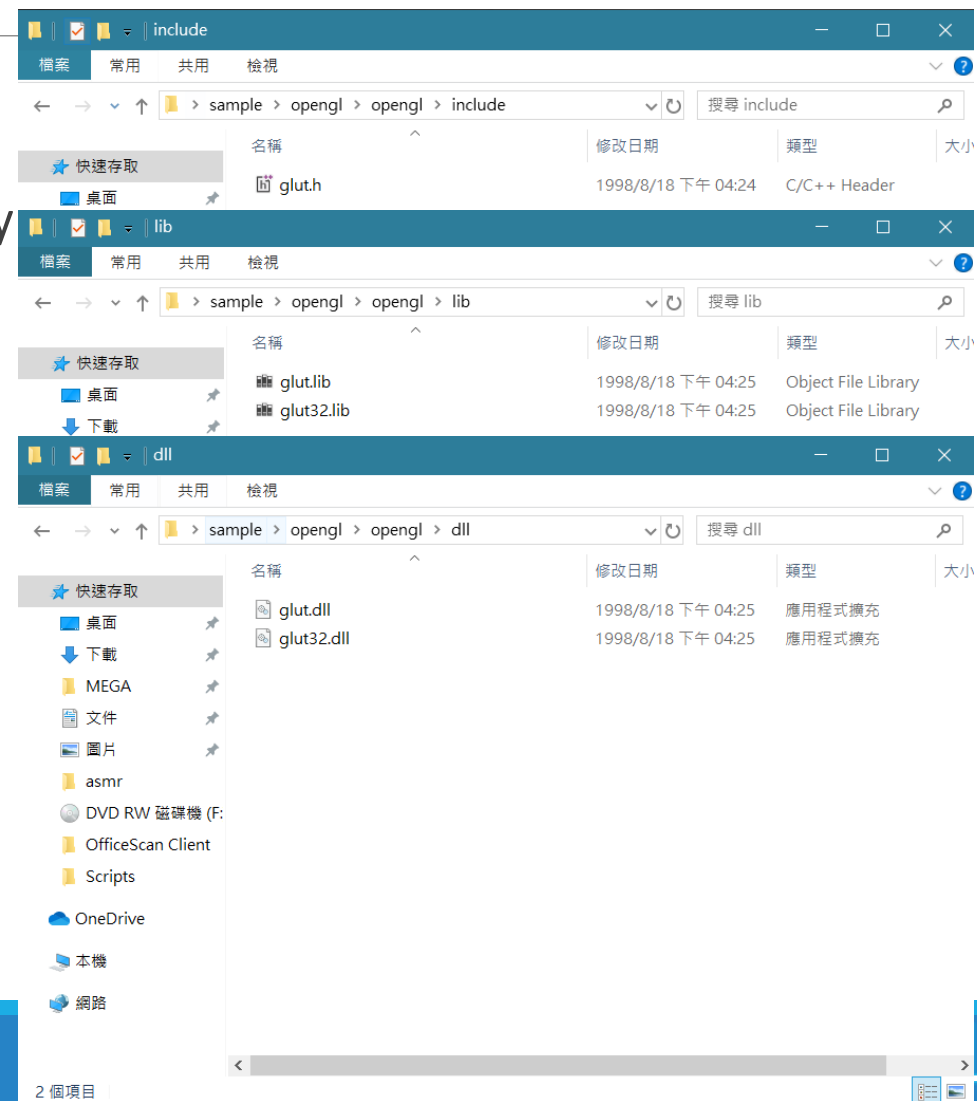 include
檔案 常用 共用 檢視
sample > opengl > opengl > include 搜尋 include
名稱 修改日期 類型 大小
快速存取
glut.h 1998/8/18 下午 04:24 C/C++ Header
桌面
y
lib
檔案 常用 共用 檢視
sample > opengl > opengl > lib 搜尋 lib
名稱 修改日期 類型 大小
快速存取
glut.lib 1998/8/18 下午 04:25 Object File Library
桌面
glut32.lib 1998/8/18 下午 04:25 Object File Library
下載
dll
檔案 常用 共用 檢視
sample > opengl > opengl > dll 搜尋 dll
名稱 修改日期 類型 大小
快速存取
glut.dll 1998/8/18 下午 04:25 應用程式擴充
桌面
glut32.dll 1998/8/18 下午 04:25 應用程式擴充
下載
MEGA
文件
圖片
asmr
DVD RW 磁碟機 (F:
OfficeScan Client
Scripts
OneDrive
本機
網路
2 個項目